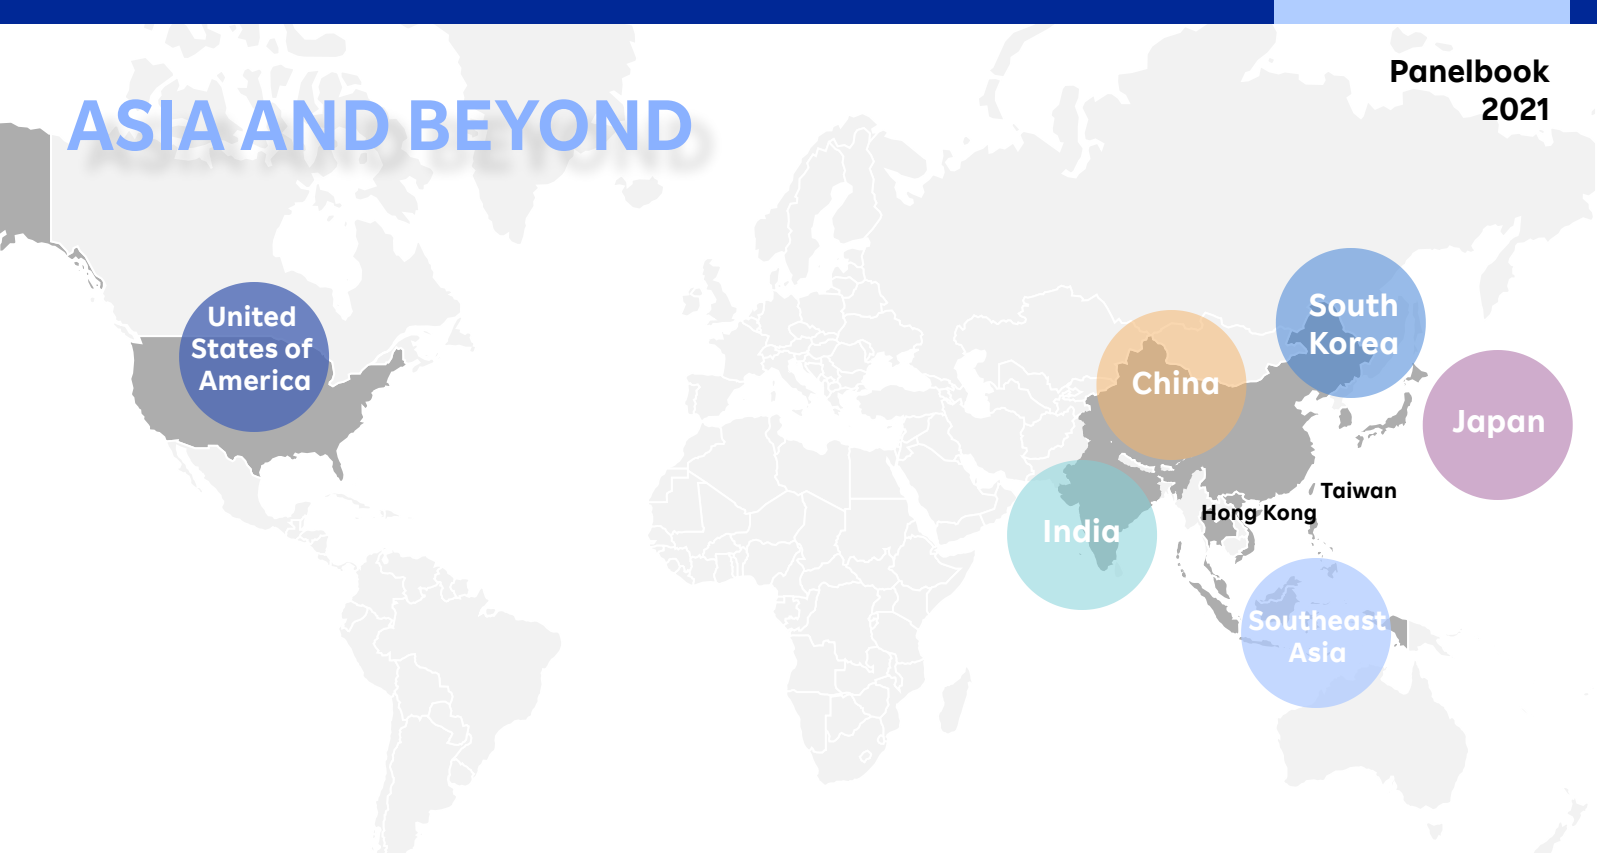 Panelbook
2021
ASIA AND BEYOND
United
States of
America
South
Korea
China
Japan
Taiwan
Hong Kong
India
Southeast
Asia